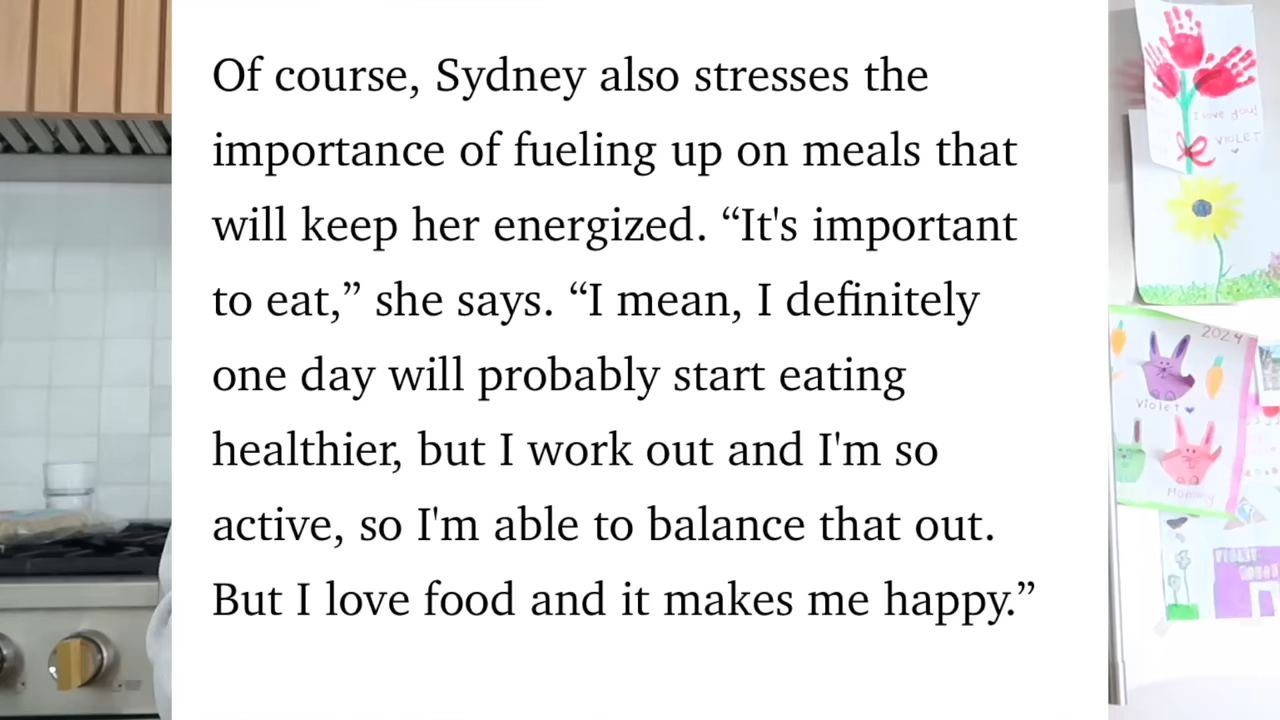 Of course, Sydney also stresses the
importance of fueling up on meals that
will keep her energized. “It's important
to eat,” she says. “I mean, I definitely
one day will probably start eating
healthier, but I work out and I'm so
active, so I'm able to balance that out.
But I love food and it makes me happy.”
I love you!
VIOLET
2024
Violet
Mommy